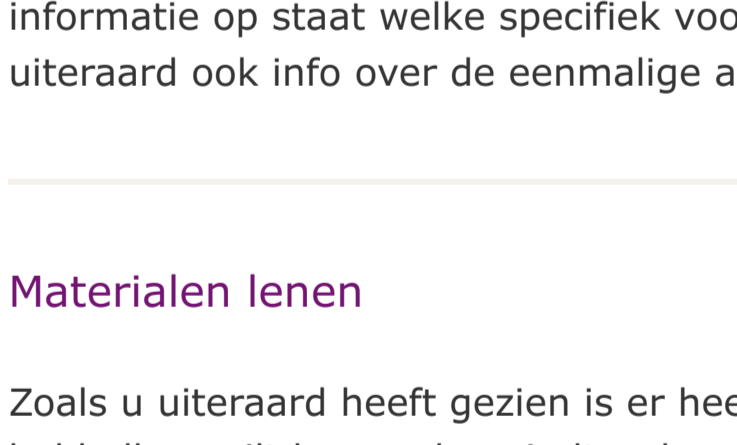 informatie op staat welke specifiek
uiteraard ook info over de eenmalige
Materialen lenen
Zoals u uiteraard heeft gezien is er